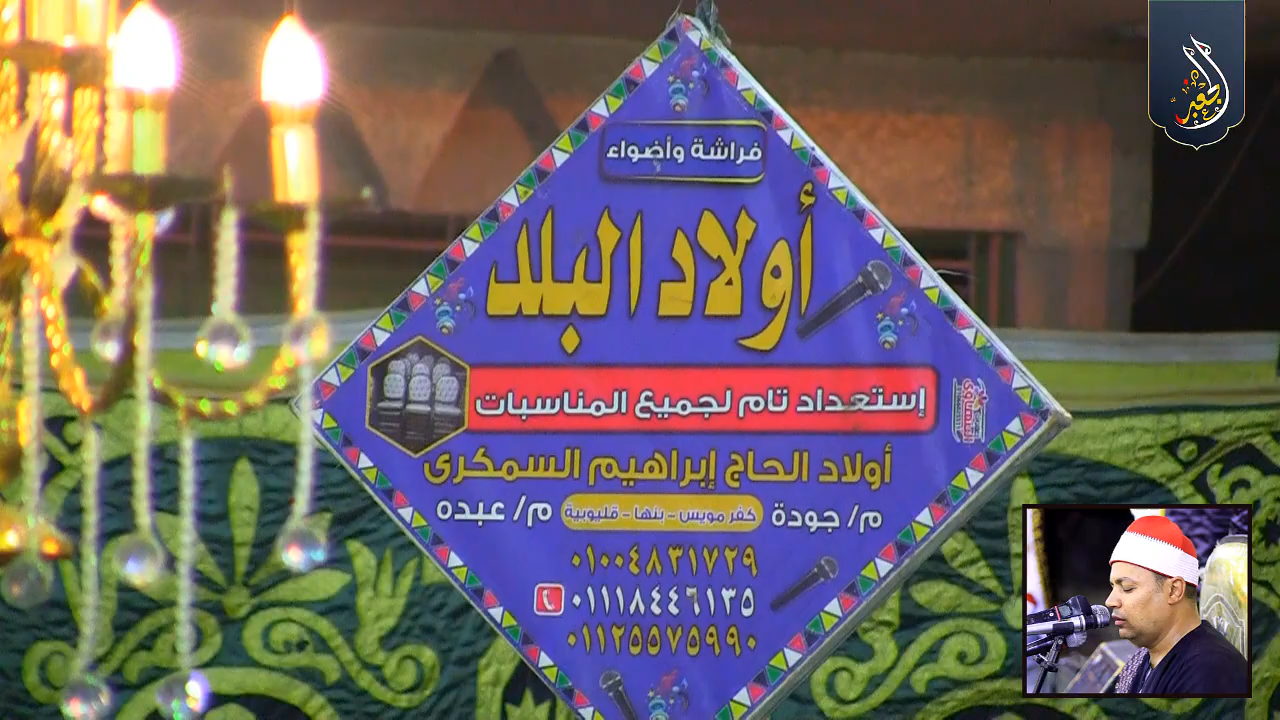 الجعبري
فراشة وأضواء
أولاد البلد
إستعداد تام لجميع المناسبات
أولاد الحاج إبراهيم السمكرى
م/ جودة كفر مويس - بنها - قليوبية م/ عبده
٠١٠٠٤٨٣١٧٢٩
٠١١١٨٤٤٦١٣٥
٠١١٢٥٥٧٥٩٩٠